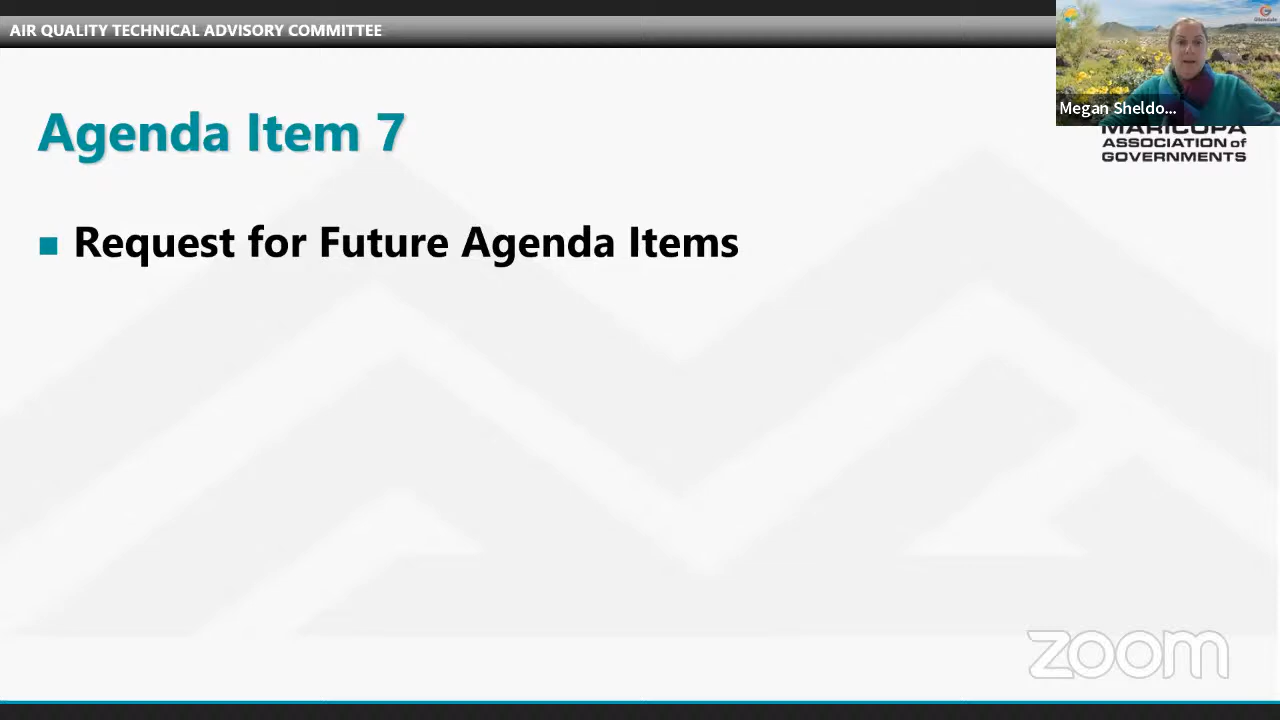 AIR QUALITY TECHNICAL ADVISORY COMMITTEE
Megan Sheldo...
MARICOPA
ASSOCIATION of
GOVERNMENTS
Agenda Item 7
Request for Future Agenda Items
zoom